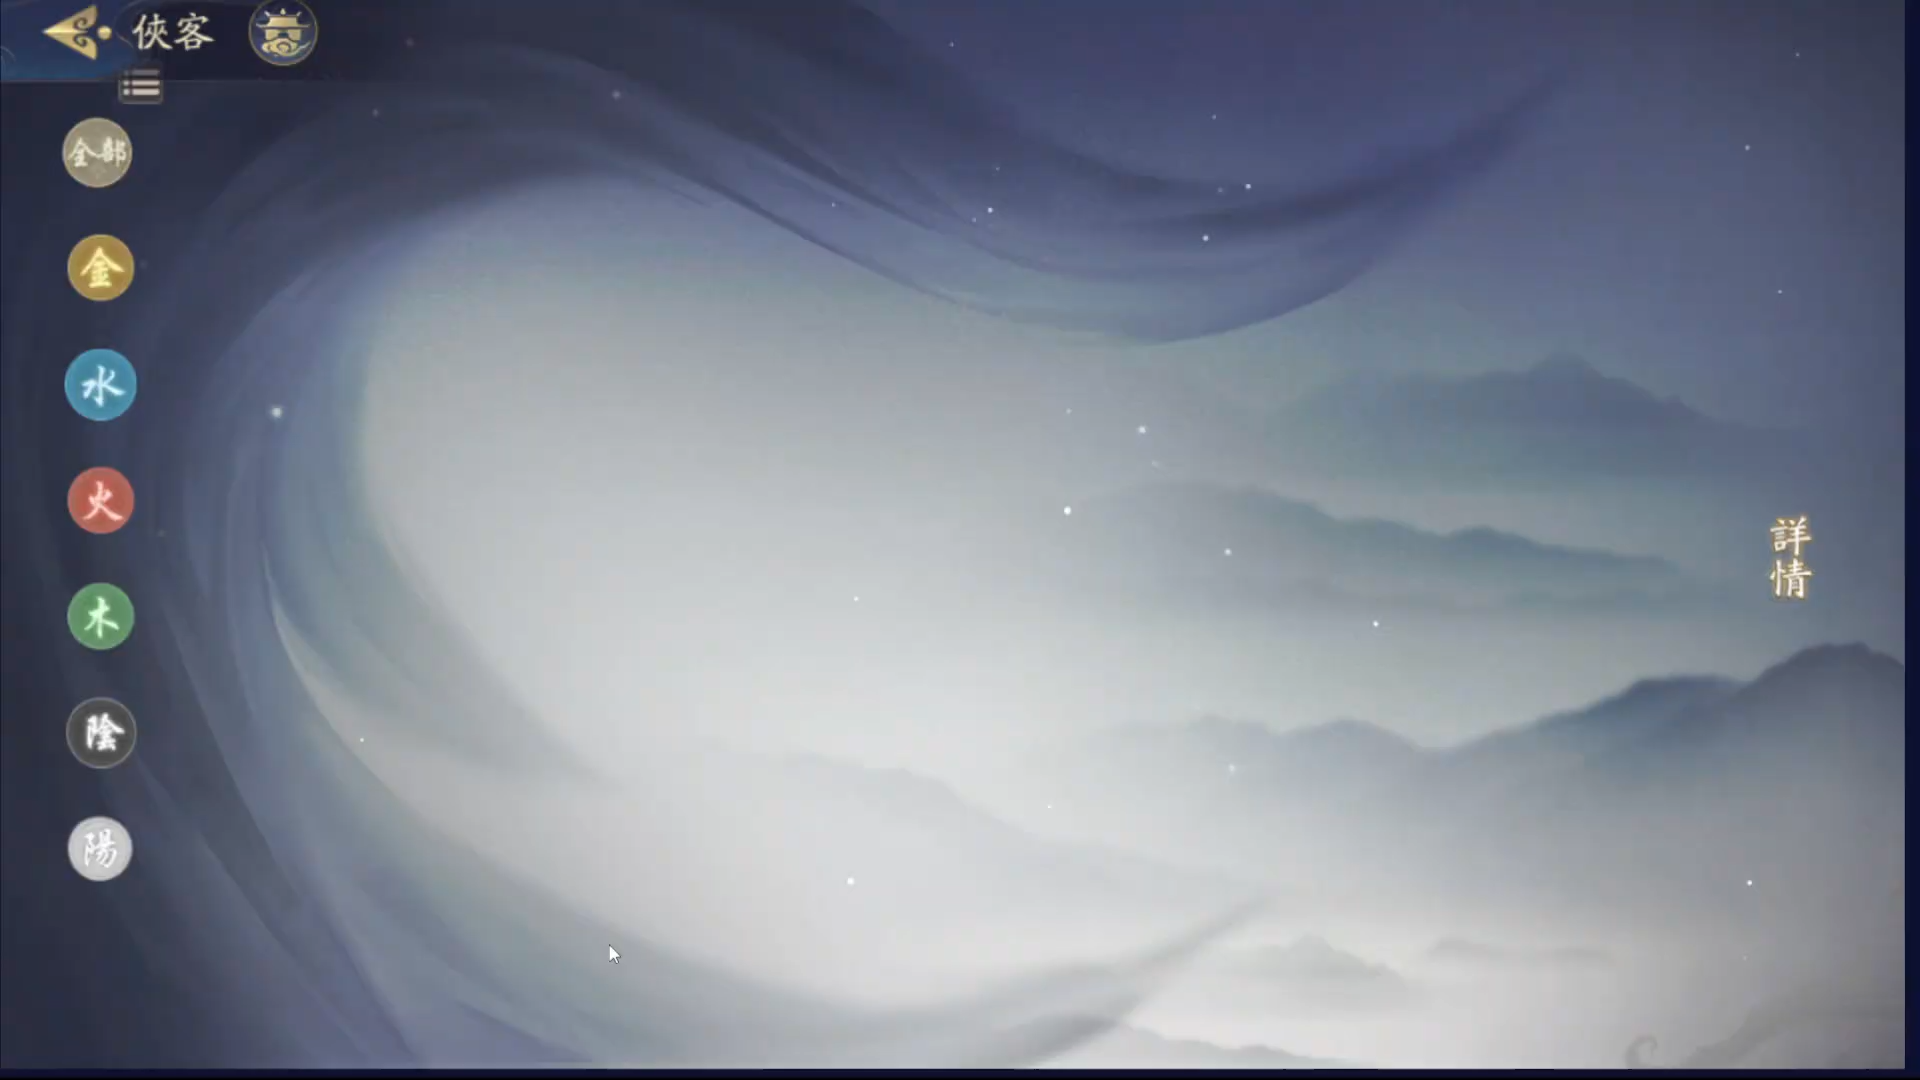 俠客
全部
金
水
火
木
陰
陽
詳情